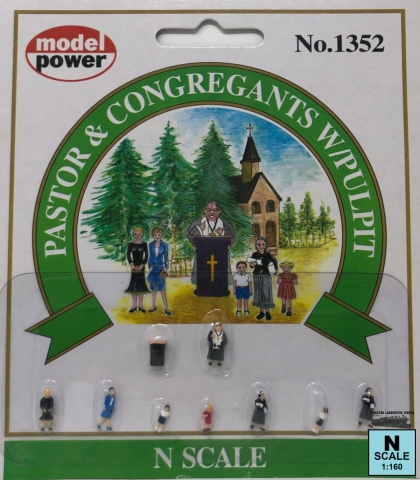 model
power
No.1352
PASTOR & CONGREGANTS W/PULPIT
N SCALE
N
SCALE
1:160